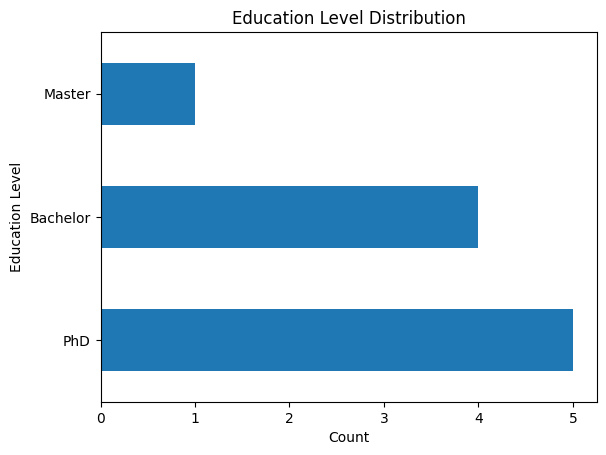 Education Level Distribution
Education Level
Master
Bachelor
PhD
0 1 2 3 4 5
Count